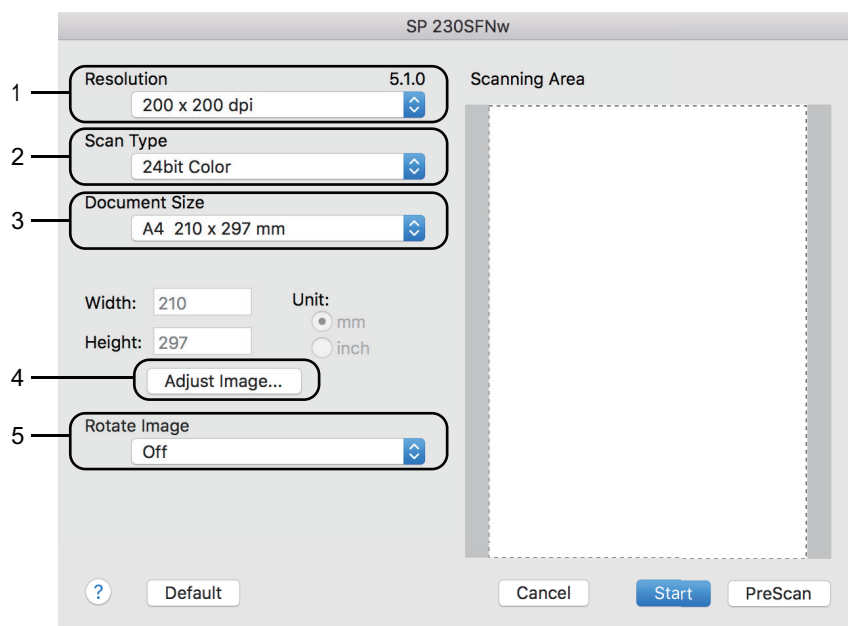 SP 230SFNw
1
Resolution 5.1.0
200 x 200 dpi
2
Scan Type
24bit Color
3
Document Size
A4 210 x 297 mm
Width: 210
Height: 297
Unit:
mm
inch
4
Adjust Image...
5
Rotate Image
Off
Scanning Area
?
Default
Cancel
Start
PreScan